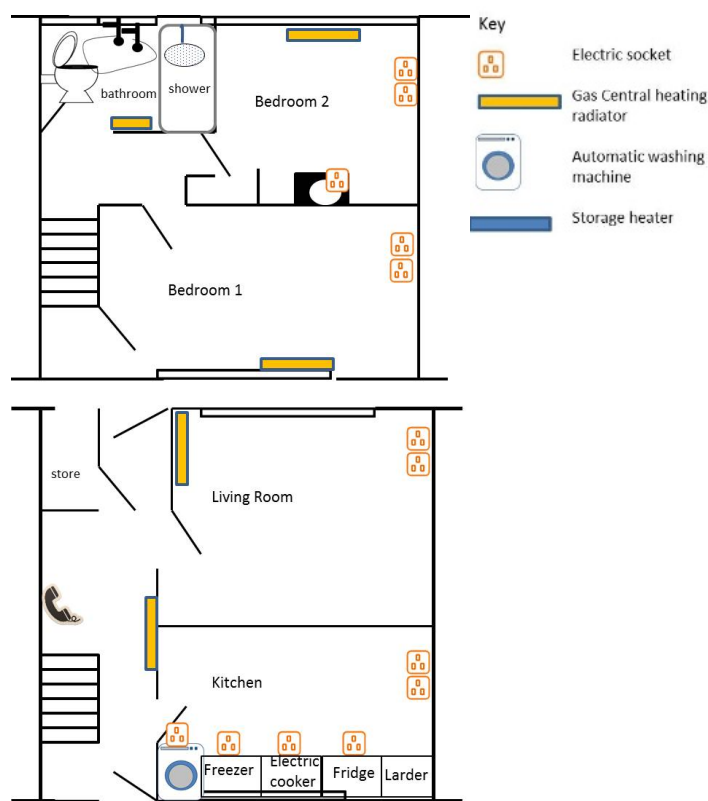 Key
Electric socket
Gas Central heating
radiator
Automatic washing
machine
Storage heater
bathroom
shower
Bedroom 2
Bedroom 1
store
Living Room
Kitchen
Freezer
Electric
cooker
Fridge
Larder